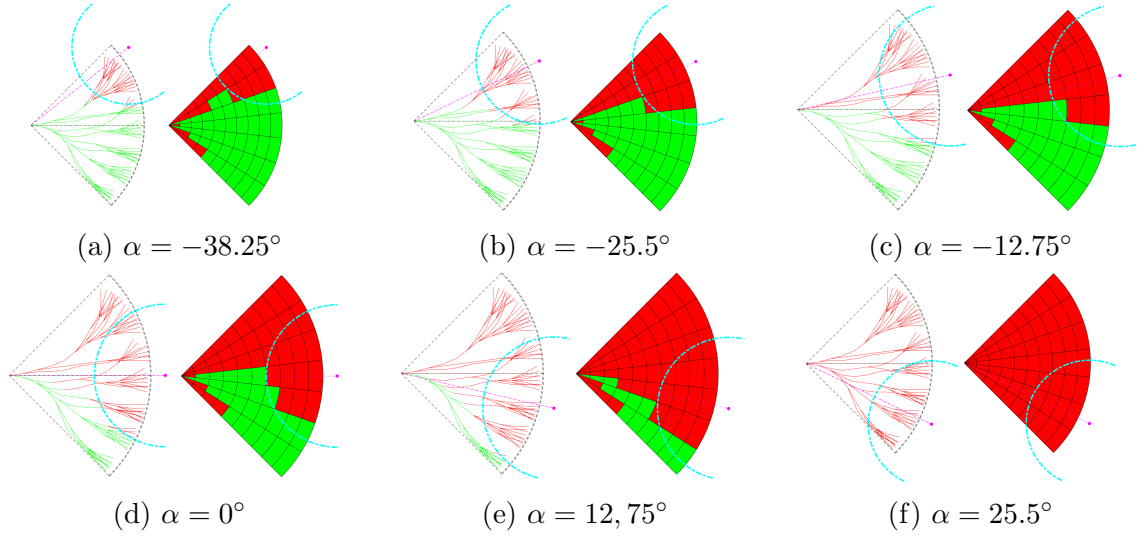 (a) α = −38.25°
(b) α = −25.5°
(c) α = −12.75°
(d) α = 0°
(e) α = 12, 75°
(f) α = 25.5°